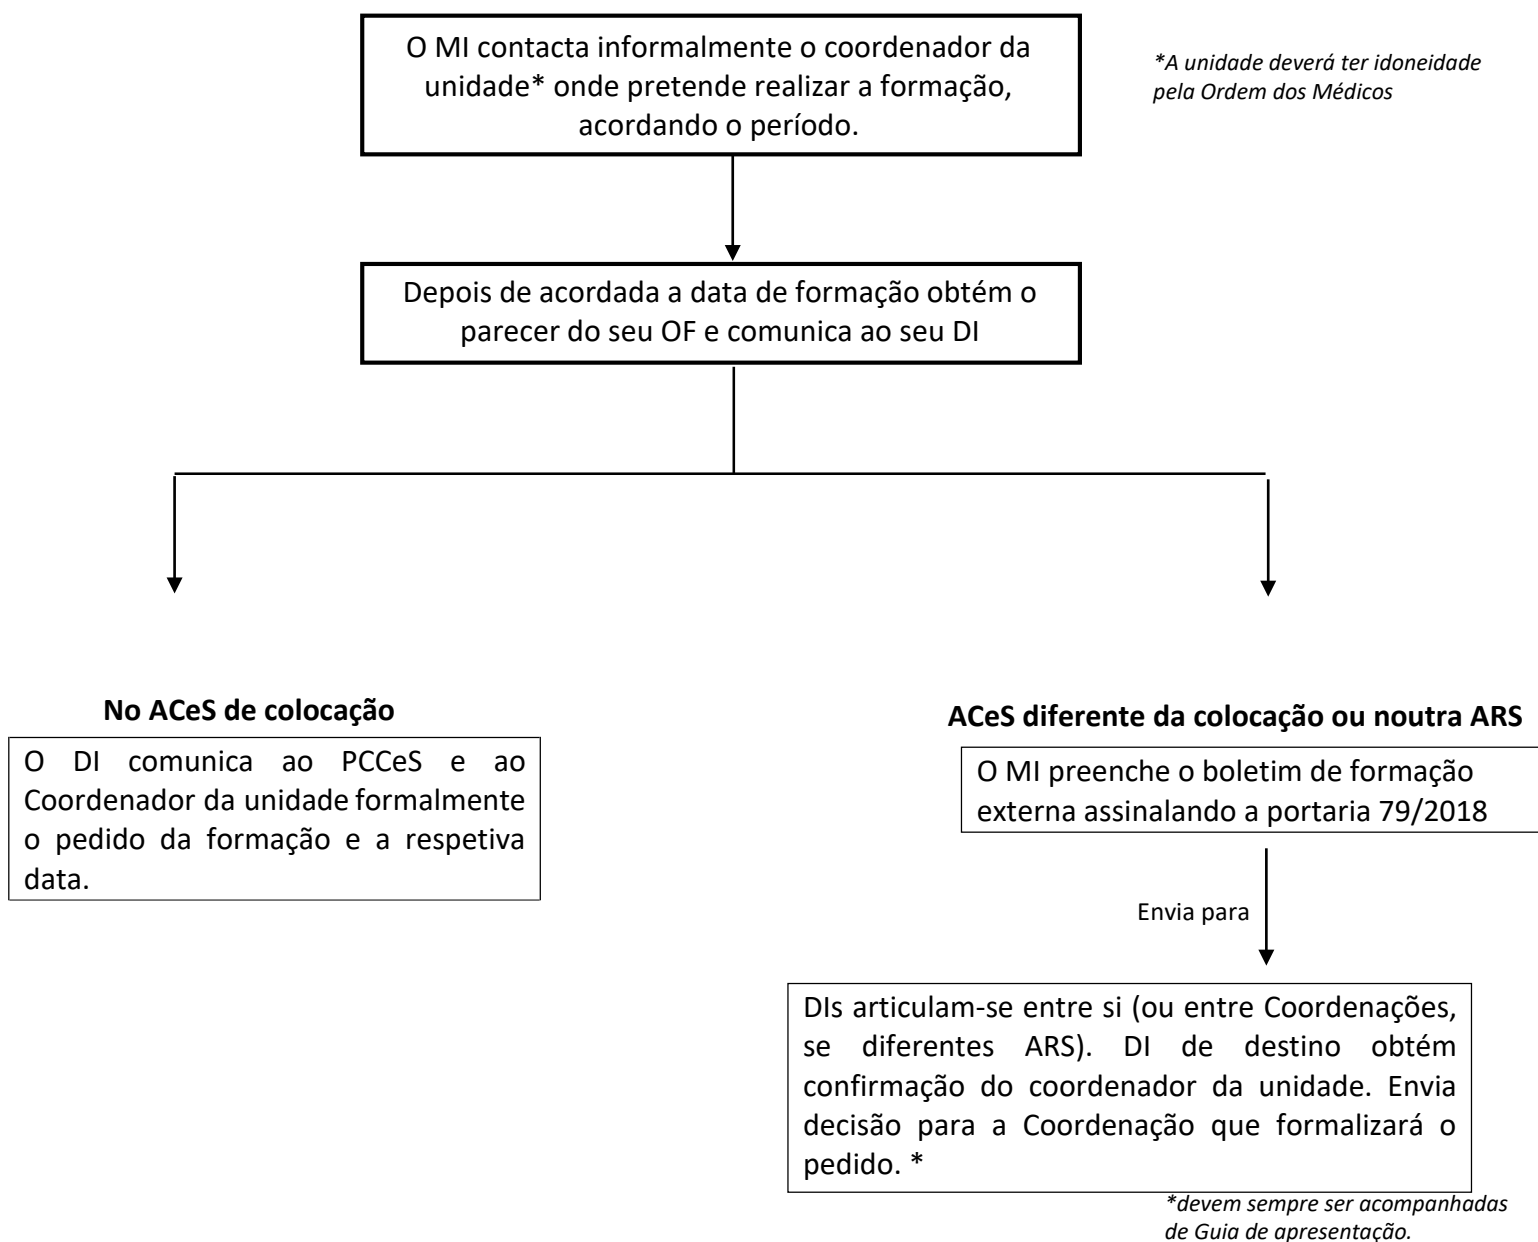 O MI contacta informalmente o coordenador da
unidade* onde pretende realizar a formação,
acordando o período.
*A unidade deverá ter idoneidade
pela Ordem dos Médicos
Depois de acordada a data de formação obtém o
parecer do seu OF e comunica ao seu DI
No ACeS de colocação
O DI comunica ao PCCeS e ao
Coordenador da unidade formalmente
o pedido da formação e a respetiva
data.
ACeS diferente da colocação ou noutra ARS
O MI preenche o boletim de formação
externa assinalando a portaria 79/2018
Envia para
DIs articulam-se entre si (ou entre Coordenações,
se diferentes ARS). DI de destino obtém
confirmação do coordenador da unidade. Envia
decisão para a Coordenação que formalizará o
pedido. *
*devem sempre ser acompanhadas
de Guia de apresentação.